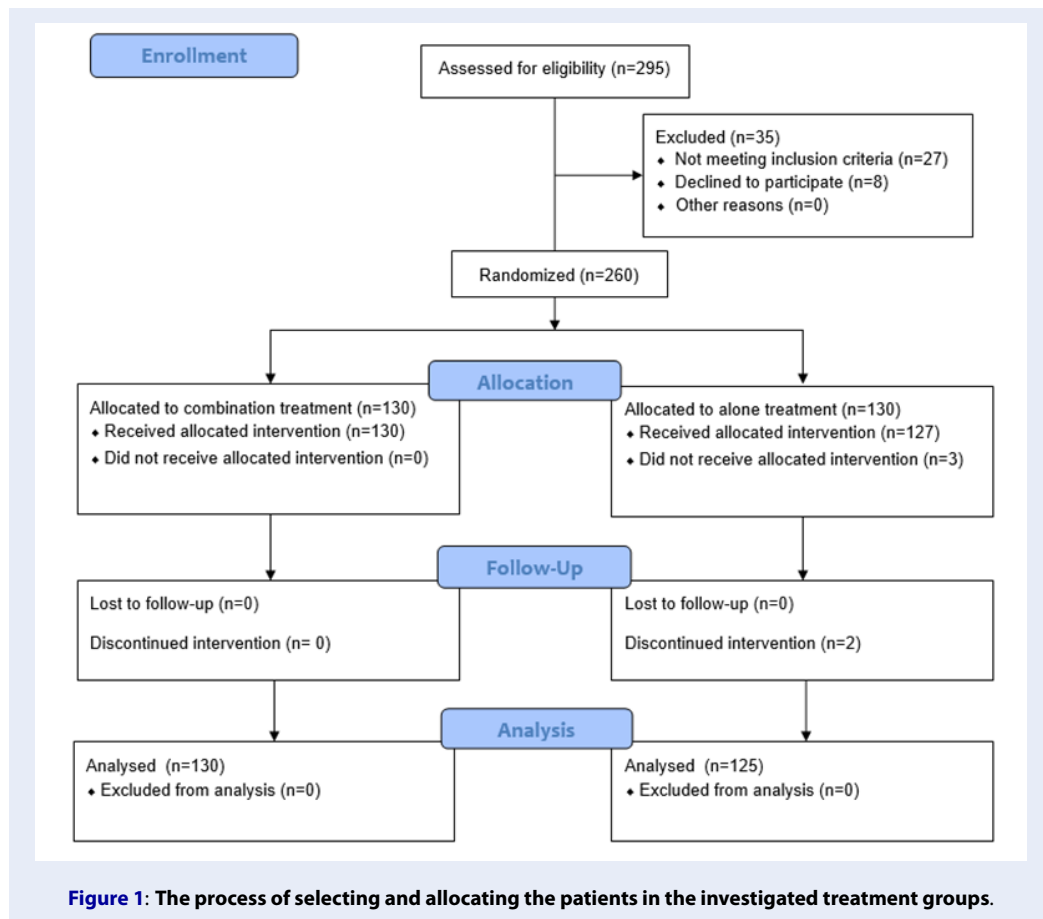 Enrollment
Assessed for eligibility (n=295)
Excluded (n=35)
⬥ Not meeting inclusion criteria (n=27)
⬥ Declined to participate (n=8)
⬥ Other reasons (n=0)
Randomized (n=260)
Allocation
Allocated to combination treatment (n=130)
⬥ Received allocated intervention (n=130)
⬥ Did not receive allocated intervention (n=0)
Allocated to alone treatment (n=130)
⬥ Received allocated intervention (n=127)
⬥ Did not receive allocated intervention (n=3)
Follow-Up
Lost to follow-up (n=0)
Discontinued intervention (n= 0)
Lost to follow-up (n=0)
Discontinued intervention (n=2)
Analysis
Analysed (n=130)
⬥ Excluded from analysis (n=0)
Analysed (n=125)
⬥ Excluded from analysis (n=0)
Figure 1: The process of selecting and allocating the patients in the investigated treatment groups.